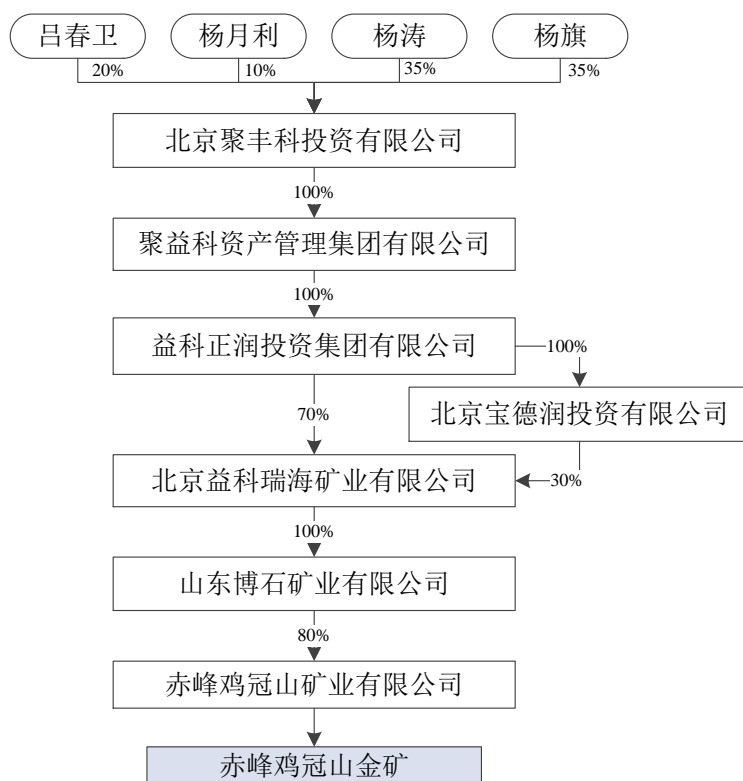 吕春卫
杨月利
杨涛
杨旗
20%
10%
35%
35%
北京聚丰科投资有限公司
100%
聚益科资产管理集团有限公司
100%
益科正润投资集团有限公司
100%
北京宝德润投资有限公司
70%
30%
北京益科瑞海矿业有限公司
100%
山东博石矿业有限公司
80%
赤峰鸡冠山矿业有限公司
赤峰鸡冠山金矿